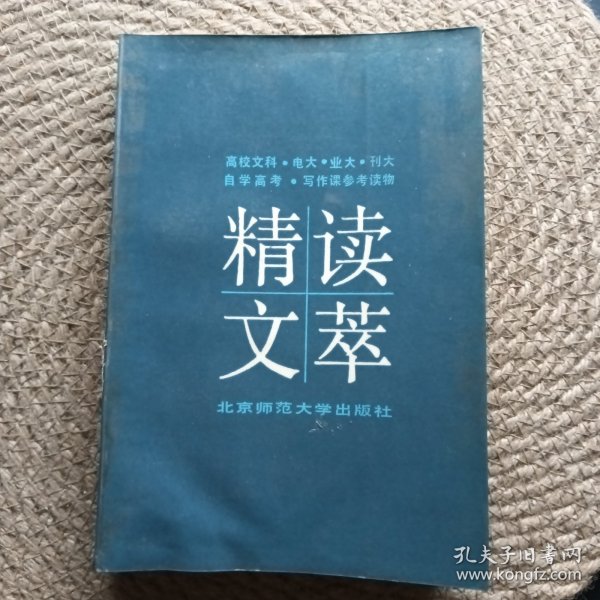 高校文科·电大·业大·刊大
自学高考·写作课参考读物
精读
文萃
北京师范大学出版社
孔夫子旧书网
www.kongfz.com